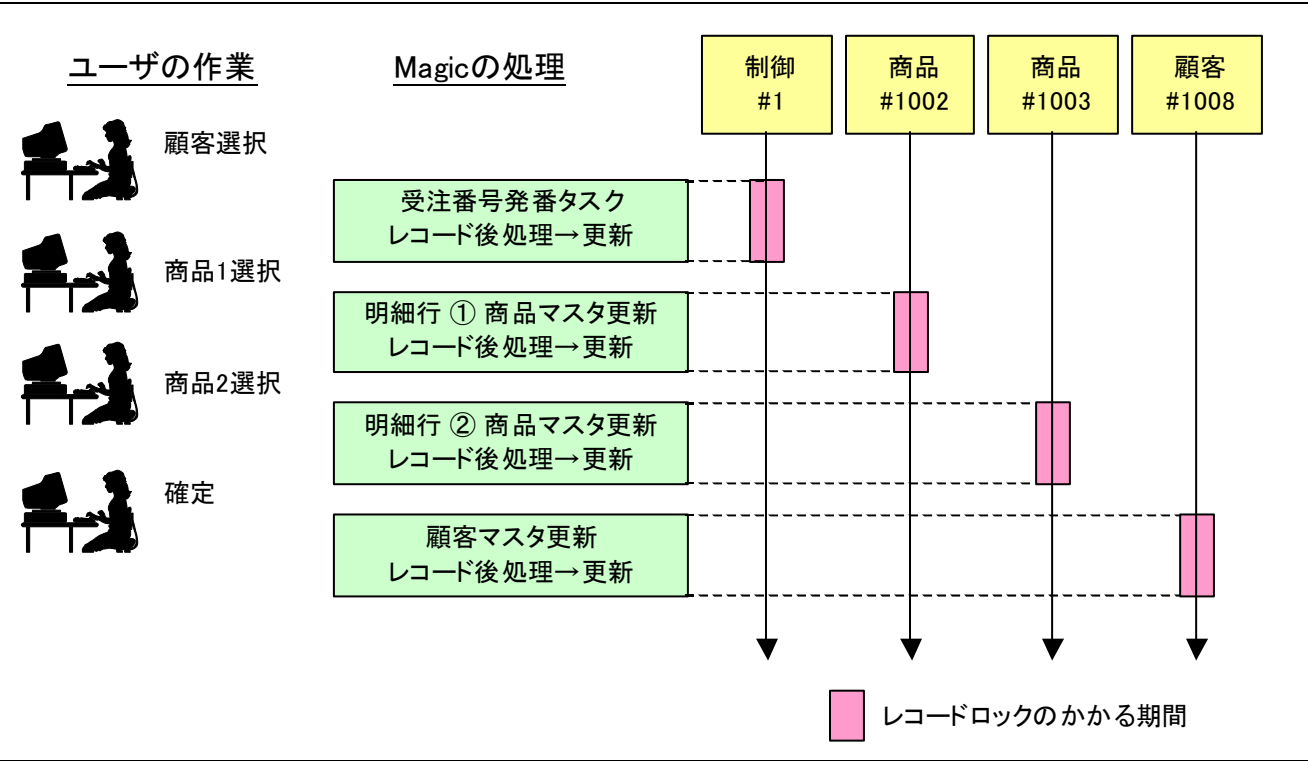 ユーザの作業
Magicの処理
制御
#1
商品
#1002
商品
#1003
顧客
#1008
顧客選択
受注番号発番タスク
レコード後処理→更新
商品1選択
明細行 ① 商品マスタ更新
レコード後処理→更新
商品2選択
明細行 ② 商品マスタ更新
レコード後処理→更新
確定
顧客マスタ更新
レコード後処理→更新
レコードロックのかかる期間